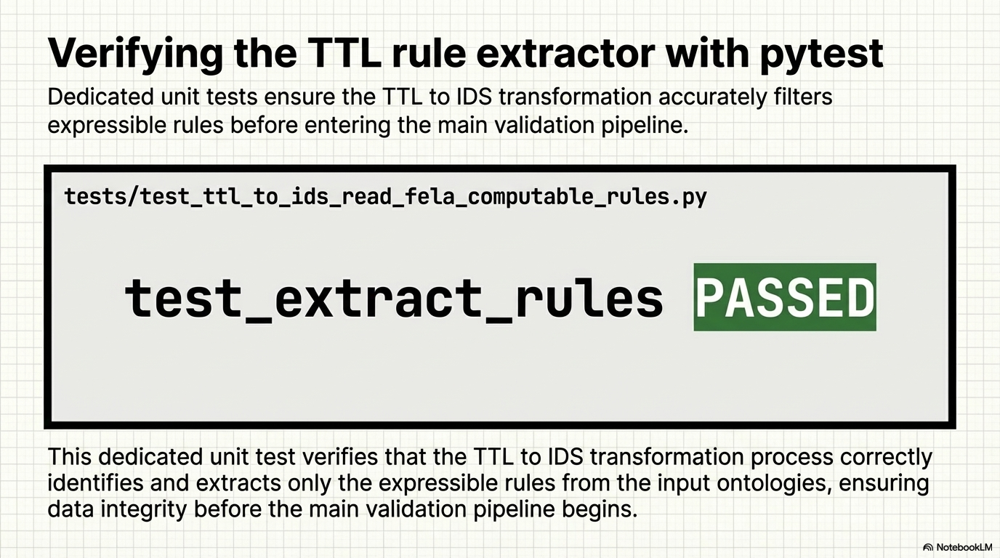 Verifying the TTL rule extractor with pytest
Dedicated unit tests ensure the TTL to IDS transformation accurately filters
expressible rules before entering the main validation pipeline.
tests/test_ttl_to_ids_read_fela_computable_rules.py
test_extract_rules PASSED
This dedicated unit test verifies that the TTL to IDS transformation process correctly
identifies and extracts only the expressible rules from the input ontologies, ensuring
data integrity before the main validation pipeline begins.
NotebookLM